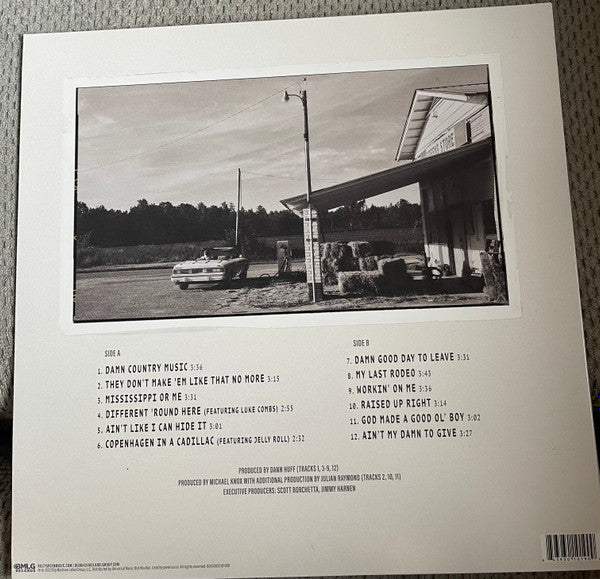 STORE
SIDE A
1. DAMN COUNTRY MUSIC 3:36
2. THEY DON'T MAKE 'EM LIKE THAT NO MORE 3:15
3. MISSISSIPPI OR ME 3:31
4. DIFFERENT 'ROUND HERE (FEATURING LUKE COMBS) 2:55
5. AIN'T LIKE I CAN HIDE IT 3:01
6. COPENHAGEN IN A CADILLAC (FEATURING JELLY ROLL) 2:32
SIDE B
7. DAMN GOOD DAY TO LEAVE 3:31
8. MY LAST RODEO 3:43
9. WORKIN' ON ME 3:36
10. RAISED UP RIGHT 3:14
11. GOD MADE A GOOD OL' BOY 3:02
12. AIN'T MY DAMN TO GIVE 3:27
PRODUCED BY DANN HUFF (TRACKS 1, 3-9, 12)
PRODUCED BY MICHAEL KNOX WITH ADDITIONAL PRODUCTION BY JULIAN RAYMOND (TRACKS 2, 10, 11)
EXECUTIVE PRODUCERS: SCOTT BORCHETTA, JIMMY HARNEN
BMLG
RECORDS